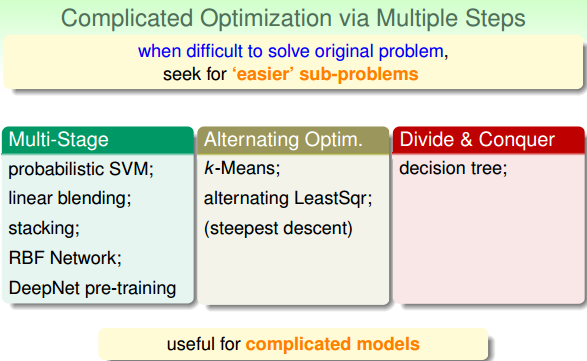 Complicated Optimization via Multiple Steps
when difficult to solve original problem,
seek for ‘easier’ sub-problems
Multi-Stage
probabilistic SVM;
linear blending;
stacking;
RBF Network;
DeepNet pre-training
Alternating Optim.
k-Means;
alternating LeastSqr;
(steepest descent)
Divide & Conquer
decision tree;
useful for complicated models